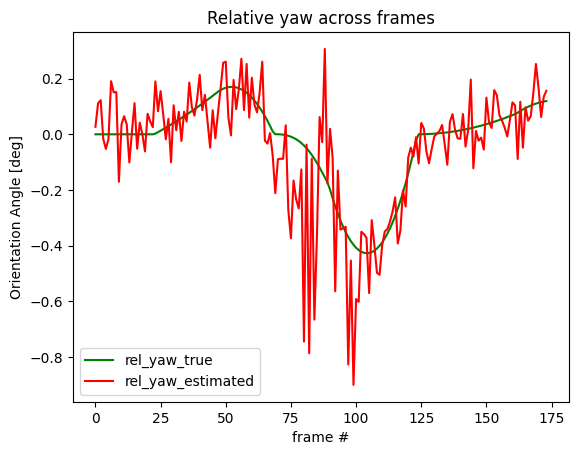 Relative yaw across frames
Orientation Angle [deg]
0.2
0.0
−0.2
−0.4
−0.6
−0.8
rel_yaw_true
rel_yaw_estimated
0 25 50 75 100 125 150 175
frame #